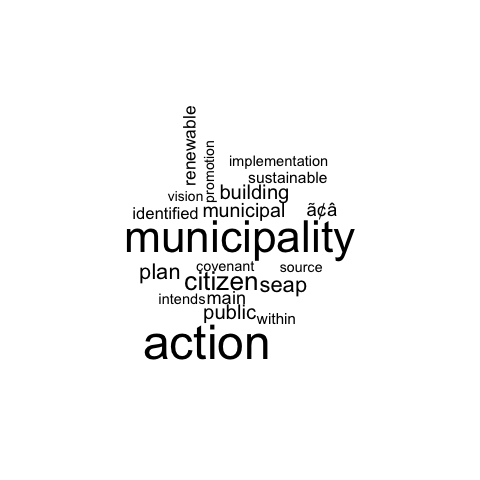 renewable
promotion
implementation
sustainable
vision
building
identified
municipal
ã¢â
municipality
plan
covenant
source
citizen
seap
intends
main
public
within
action